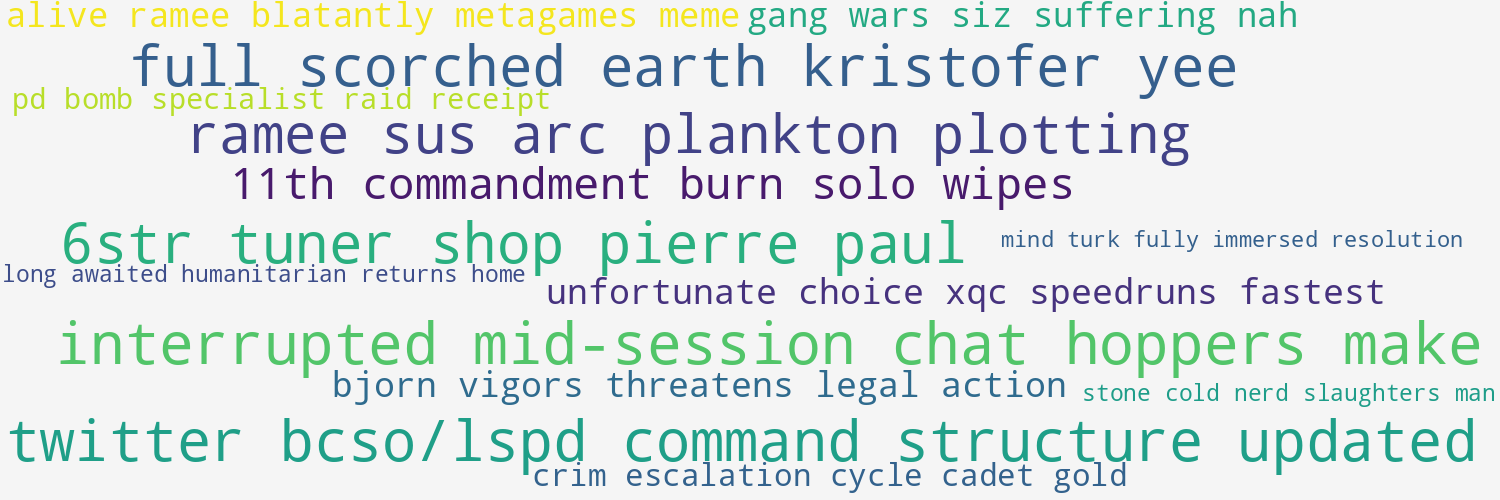 alive ramee blatantly metagames meme
gang wars siz suffering nah
full scorched earth kristofer yee
pd bomb specialist raid receipt
ramee sus arc plankton plotting
11th commandment burn solo wipes
6str tuner shop pierre paul
mind turk fully immersed resolution
long awaited humanitarian returns home
unfortunate choice xqc speedruns fastest
interrupted mid-session chat hoppers make
bjorn vigors threatens legal action
stone cold nerd slaughters man
twitter bcso/lspd command structure updated
crim escalation cycle cadet gold